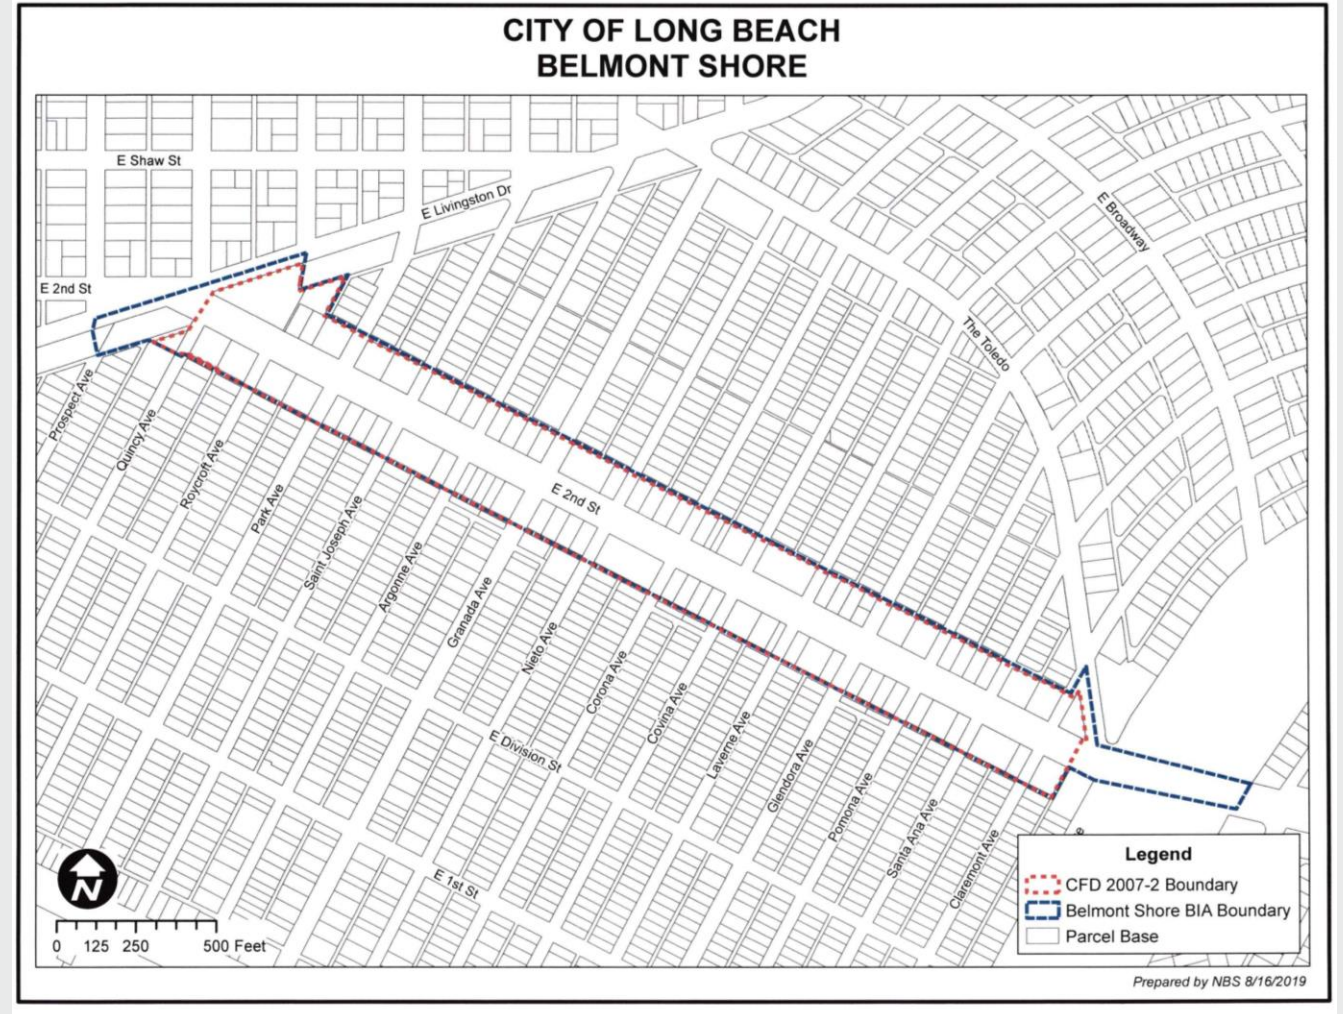 CITY OF LONG BEACH
BELMONT SHORE
E Shaw St
E Livingston Dr
E Broadway
E 2nd St
The Toledo
Prospect Ave
Quincy Ave
Roycroft Ave
Park Ave
Saint Joseph Ave
Argonne Ave
Granada Ave
E 2nd St
Nieto Ave
Corona Ave
Covina Ave
Laverne Ave
Glendora Ave
Pomona Ave
Santa Ana Ave
Claremont Ave
E Division St
E 1st St
N
0 125 250 500 Feet
Legend
CFD 2007-2 Boundary
Belmont Shore BIA Boundary
Parcel Base
Prepared by NBS 8/16/2019